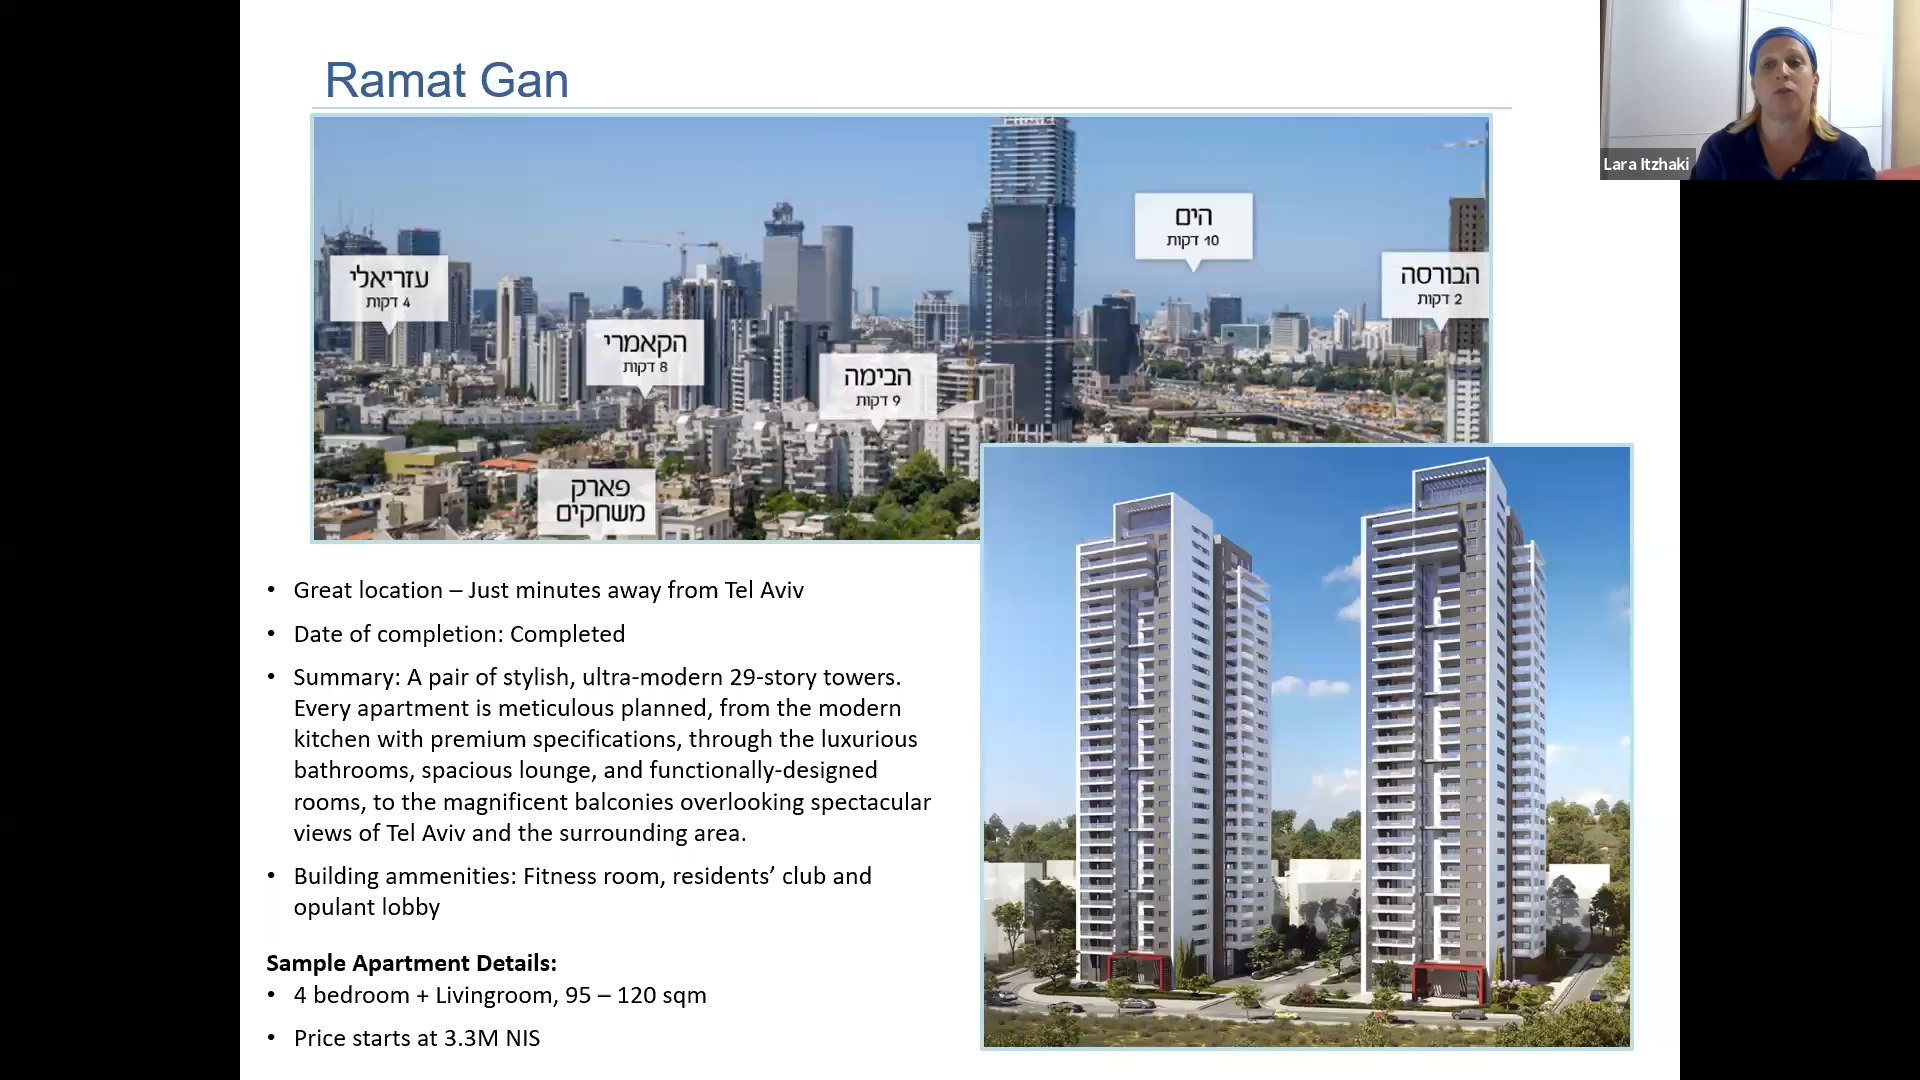 Ramat Gan
Lara Itzhaki
עזריאלי
4 דקות
הקאמרי
8 דקות
הבימה
9 דקות
הים
10 דקות
הבורסה
2 דקות
פארק
משחקים
• Great location – Just minutes away from Tel Aviv
• Date of completion: Completed
• Summary: A pair of stylish, ultra-modern 29-story towers.
Every apartment is meticulous planned, from the modern
kitchen with premium specifications, through the luxurious
bathrooms, spacious lounge, and functionally-designed
rooms, to the magnificent balconies overlooking spectacular
views of Tel Aviv and the surrounding area.
• Building ammenities: Fitness room, residents’ club and
opulant lobby
Sample Apartment Details:
• 4 bedroom + Livingroom, 95 – 120 sqm
• Price starts at 3.3M NIS